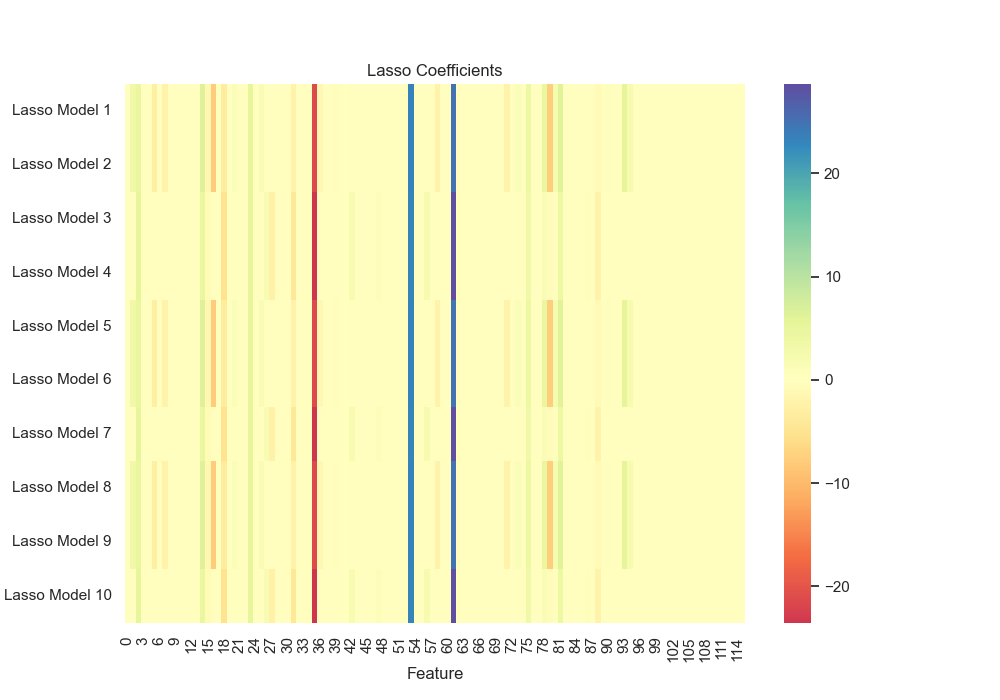 Lasso Coefficients
Lasso Model 1
Lasso Model 2
Lasso Model 3
Lasso Model 4
Lasso Model 5
Lasso Model 6
Lasso Model 7
Lasso Model 8
Lasso Model 9
Lasso Model 10
0 3 6 9 12 15 18 21 24 27 30 33 36 39 42 45 48 51 54 57 60 63 66 69 72 75 78 81 84 87 90 93 96 99 102 105 108 111 114
Feature
20
10
0
−10
−20